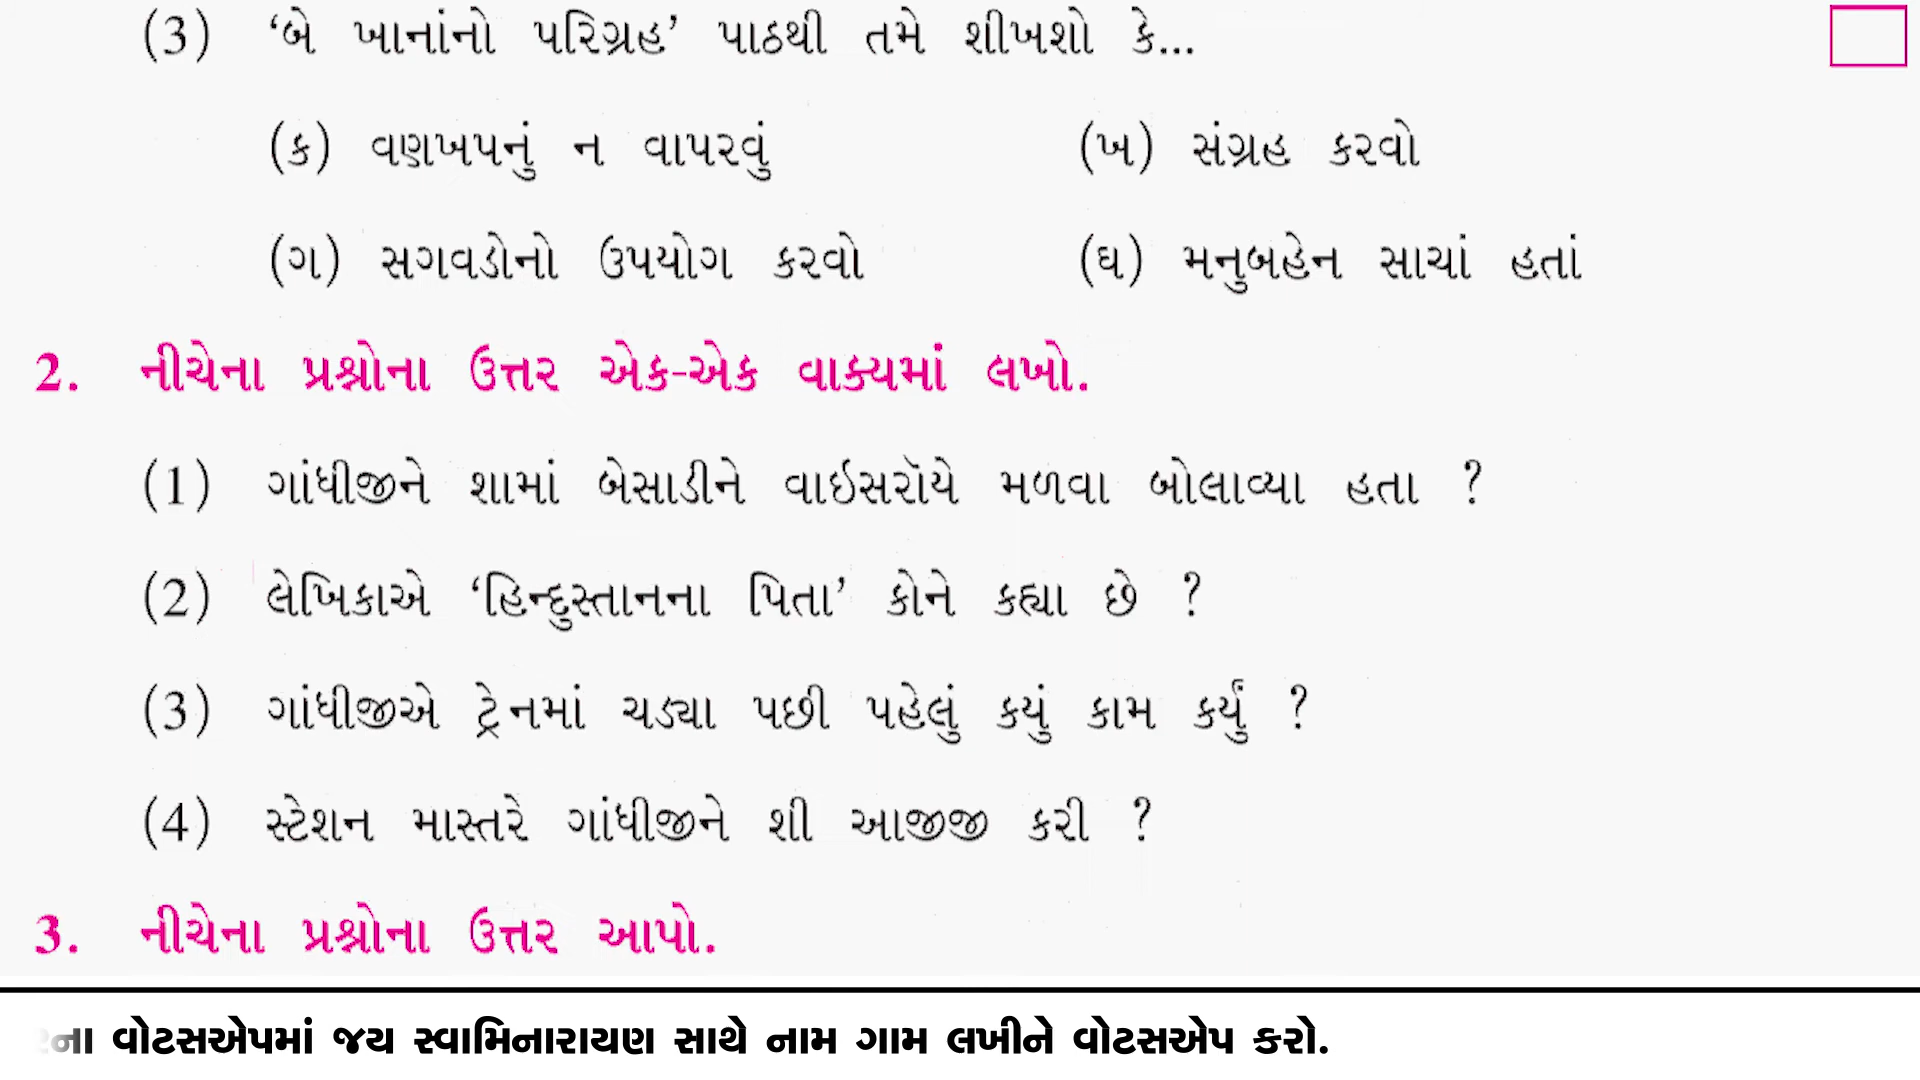 (3) ‘બે ખાનાંનો પરિગ્રહ’ પાઠથી તમે શીખશો કે...
(ક) વણખપનું ન વાપરવું (ખ) સંગ્રહ કરવો
(ગ) સગવડોનો ઉપયોગ કરવો (ઘ) મનુબહેન સાચાં હતાં
2. નીચેના પ્રશ્નોના ઉત્તર એક-એક વાક્યમાં લખો.
(1) ગાંધીજીને શામાં બેસાડીને વાઇસરૉયે મળવા બોલાવ્યા હતા ?
(2) લેખિકાએ ‘હિન્દુસ્તાનના પિતા’ કોને કહ્યા છે ?
(3) ગાંધીજીએ ટ્રેનમાં ચડ્યા પછી પહેલું કયું કામ કર્યું ?
(4) સ્ટેશન માસ્તરે ગાંધીજીને શી આજીજી કરી ?
3. નીચેના પ્રશ્નોના ઉત્તર આપો.
વોટસએપમાં જય સ્વામિનારાયણ સાથે નામ ગામ લખીને વોટસએપ કરો.